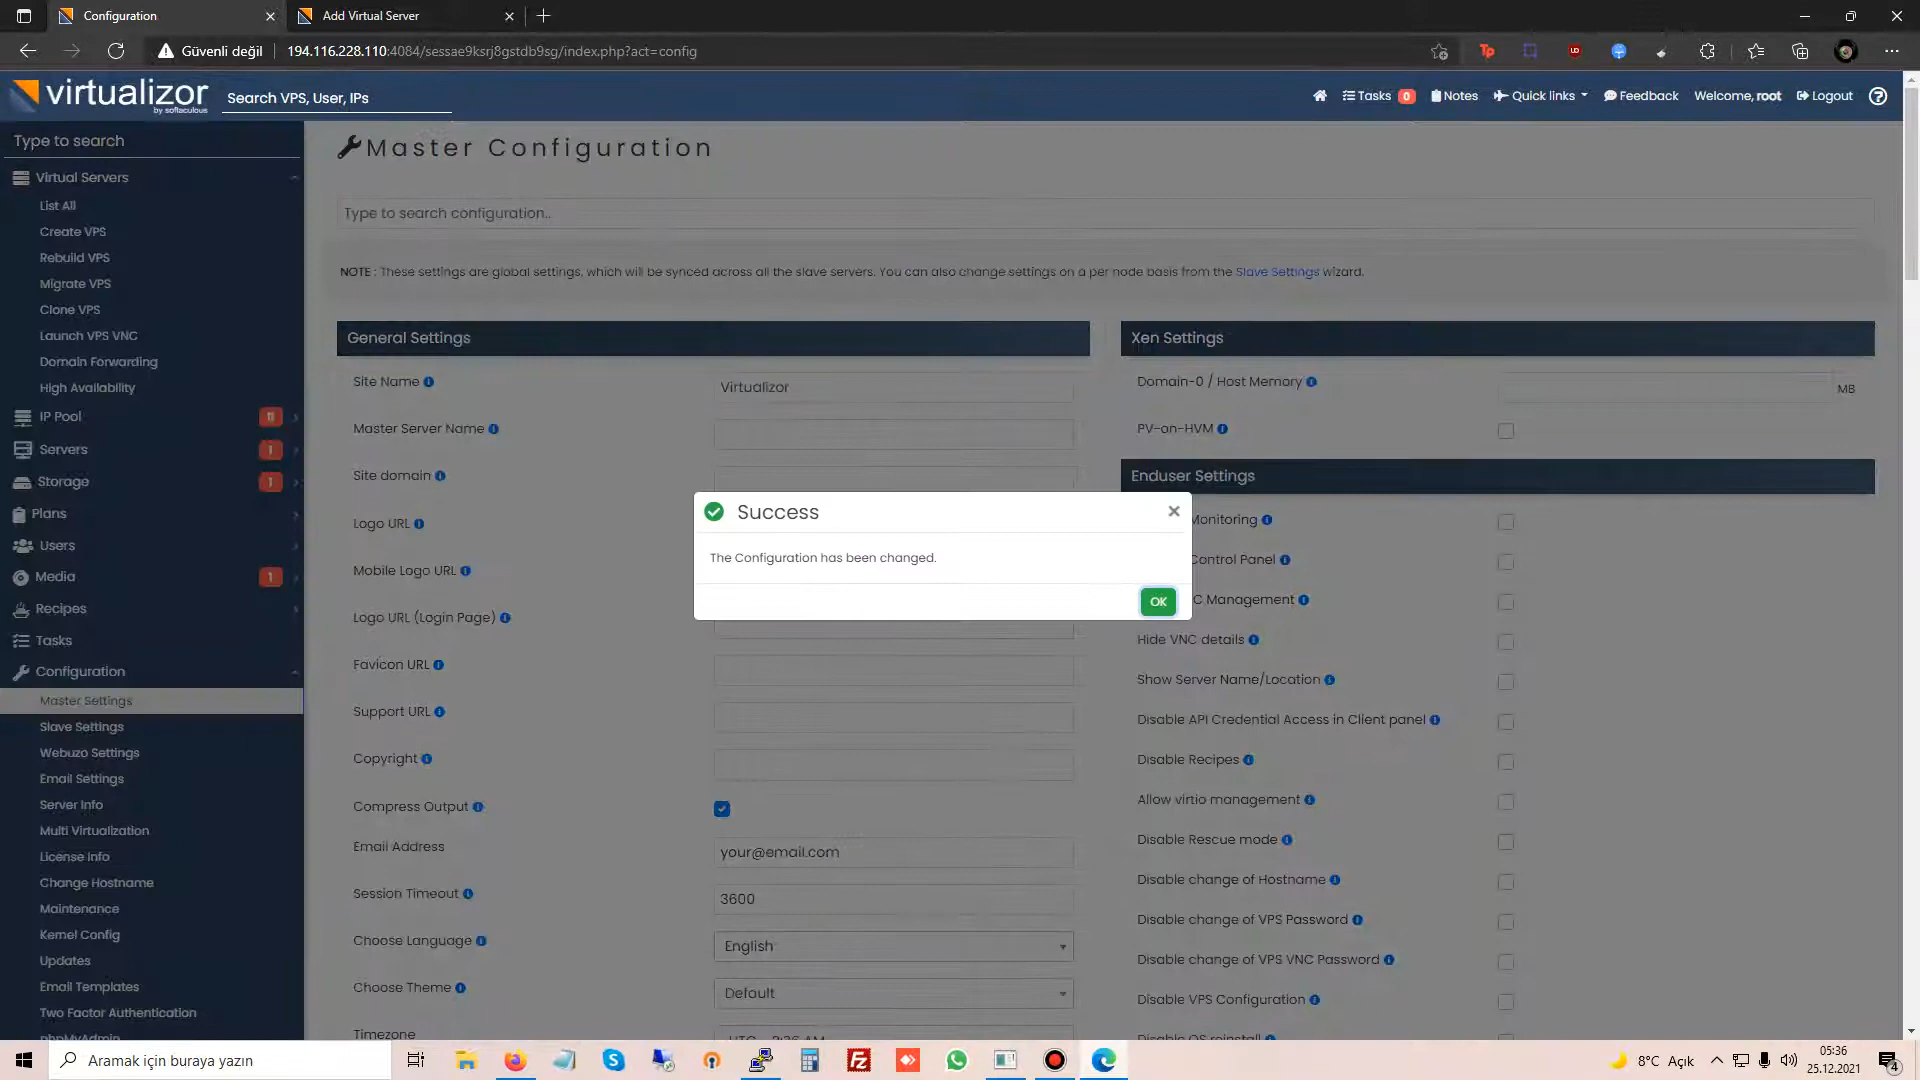 Configuration
Add Virtual Server
Güvenli değil
194.116.228.110:4084/sessae9ksrj8gstdb9sg/index.php?act=config
virtualizor
by softaculous
Search VPS, User, IPs
Tasks 0
Notes
Quick links
Feedback
Welcome, root
Logout
Type to search
Virtual Servers
List All
Create VPS
Rebuild VPS
Migrate VPS
Clone VPS
Launch VPS VNC
Domain Forwarding
High Availability
IP Pool 11
Servers 1
Storage 1
Plans
Users
Media 1
Recipes
Tasks
Configuration
Master Settings
Slave Settings
Webuzo Settings
Email Settings
Server Info
Multi Virtualization
License Info
Change Hostname
Maintenance
Kernel Config
Updates
Email Templates
Two Factor Authentication
phpMyAdmin
Master Configuration
Type to search configuration..
NOTE : These settings are global settings, which will be synced across all the slave servers. You can also change settings on a per node basis from the Slave Settings wizard.
General Settings
Site Name
Virtualizor
Master Server Name
Site domain
Logo URL
Mobile Logo URL
Logo URL (Login Page)
Favicon URL
Support URL
Copyright
Compress Output
Email Address
your@email.com
Session Timeout
3600
Choose Language
English
Choose Theme
Default
Timezone
Xen Settings
Domain-0 / Host Memory
MB
PV-on-HVM
Enduser Settings
Monitoring
Control Panel
C Management
Hide VNC details
Show Server Name/Location
Disable API Credential Access in Client panel
Disable Recipes
Allow virtio management
Disable Rescue mode
Disable change of Hostname
Disable change of VPS Password
Disable change of VPS VNC Password
Disable VPS Configuration
Disable OS reinstall
Success
The Configuration has been changed.
OK
Aramak için buraya yazın
8°C Açık
05:36
25.12.2021
4